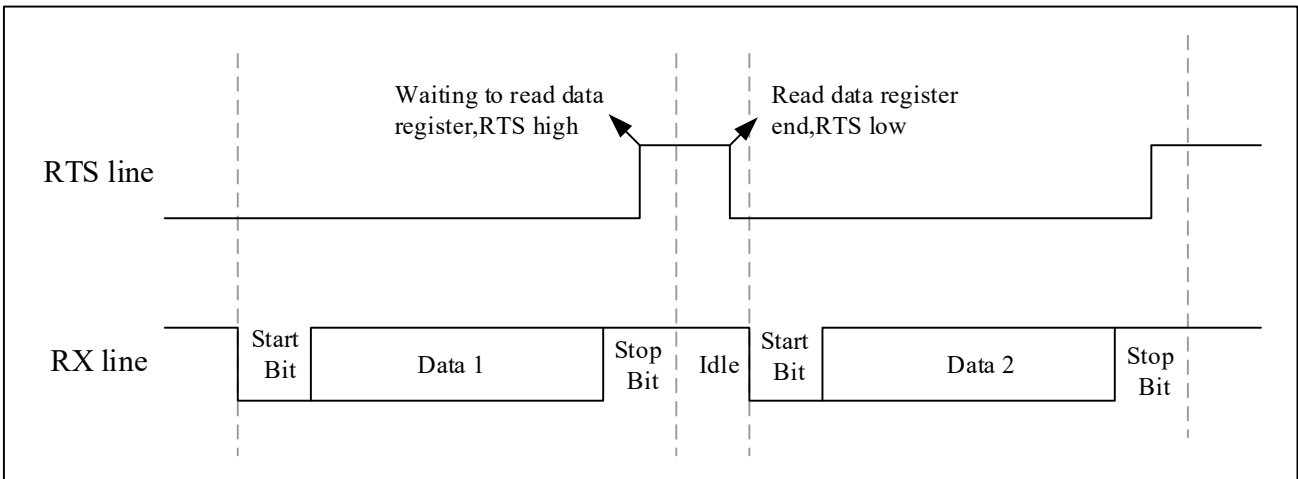 Waiting to read data
register,RTS high
Read data register
end,RTS low
RTS line
RX line
Start
Bit
Data 1
Stop
Bit
Idle
Start
Bit
Data 2
Stop
Bit